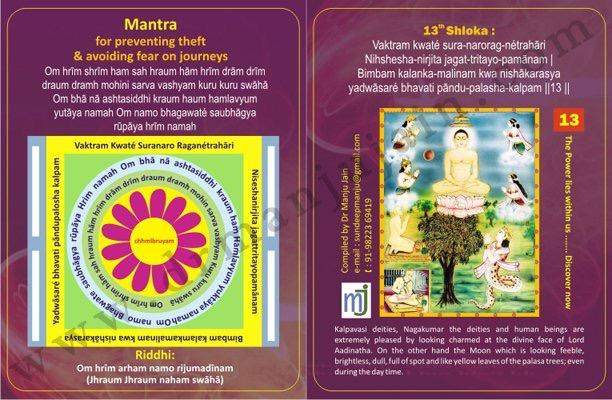 Mantra
for preventing theft
& avoiding fear on journeys
Om hrīm shrīm ham sah hraum hām hrīm drām drīm
draum dramh mohini sarva vashyam kuru kuru swāhā
Om bhā nā ashtasiddhi kraum haum hamlavyum
yutāya namah Om namo bhagawaté saubhāgya
rūpāya hrīm namah
Vaktram Kwaté Suranaro Raganétrahāri
Niseshanirjita jagattritayopamānam
Bimbam kalamkalimalinam kwa nishākarasya
Yadwāsaré bhavati pāndupalosha kalpam
Om bhā nā ashtasiddhi kraum ham Hamlavyum yuktāya namah Om namo Bhagwate saubhāgya rūpāya Hrīm namah
Om hrīm shrīm ham sah hraum hām hrīm drām drīm draum dramh mohini sarva vashyam kuru kuru swāhā
chhmlbruyam
Riddhi:
Om hrīm arham namo rijumadīnam
(Jhraum Jhraum naham swāhā)
13th Shloka :
Vaktram kwaté sura-narorag-nétrahāri
Nihshesha-nirjita jagat-tritayo-pamānam |
Bimbam kalanka-malinam kwa nishākarasya
yadwāsaré bhavati pāndu-palasha-kalpam ||13 ||
13
The Power lies within us ....... Discover now
Compiled by Dr Manju Jain
e-mail : sundeepmanju@gmail.com
t : 91-98222 69419
mj
Kalpavasi deities, Nagakumar the deities and human beings are
extremely pleased by looking charmed at the divine face of Lord
Aadinatha. On the other hand the Moon which is looking feeble,
brightless, dull, full of spot and like yellow leaves of the palasa trees; even
during the day time.